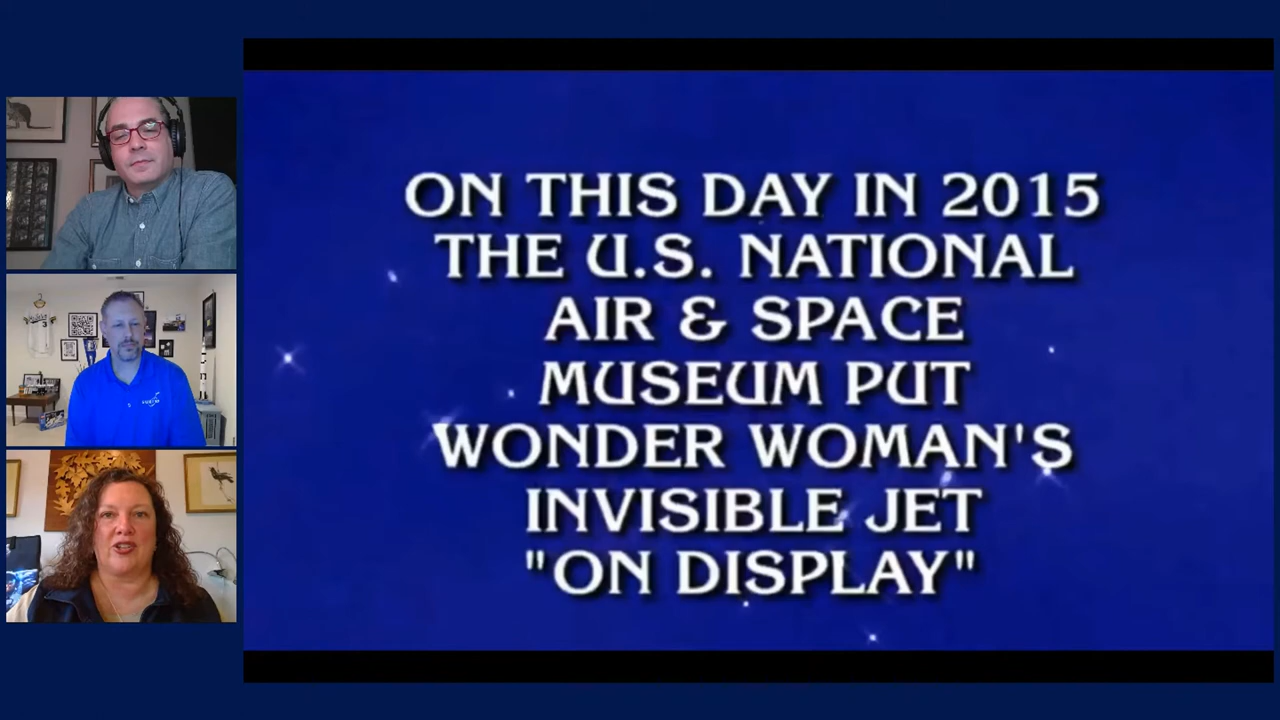 ON THIS DAY IN 2015
THE U.S. NATIONAL
AIR & SPACE
MUSEUM PUT
WONDER WOMAN'S
INVISIBLE JET
"ON DISPLAY"